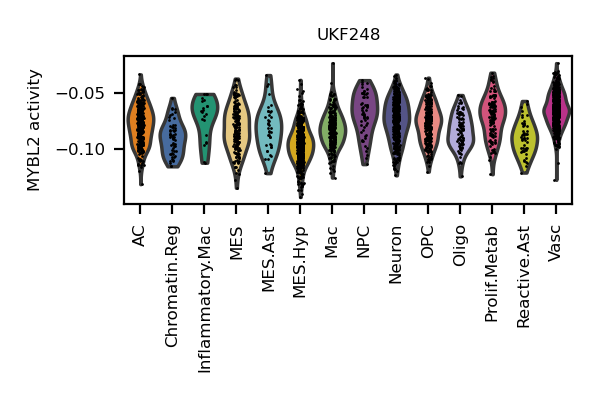 UKF248
MYBL2 activity
−0.05
−0.10
AC
Chromatin.Reg
Inflammatory.Mac
MES
MES.Ast
MES.Hyp
Mac
NPC
Neuron
OPC
Oligo
Prolif.Metab
Reactive.Ast
Vasc